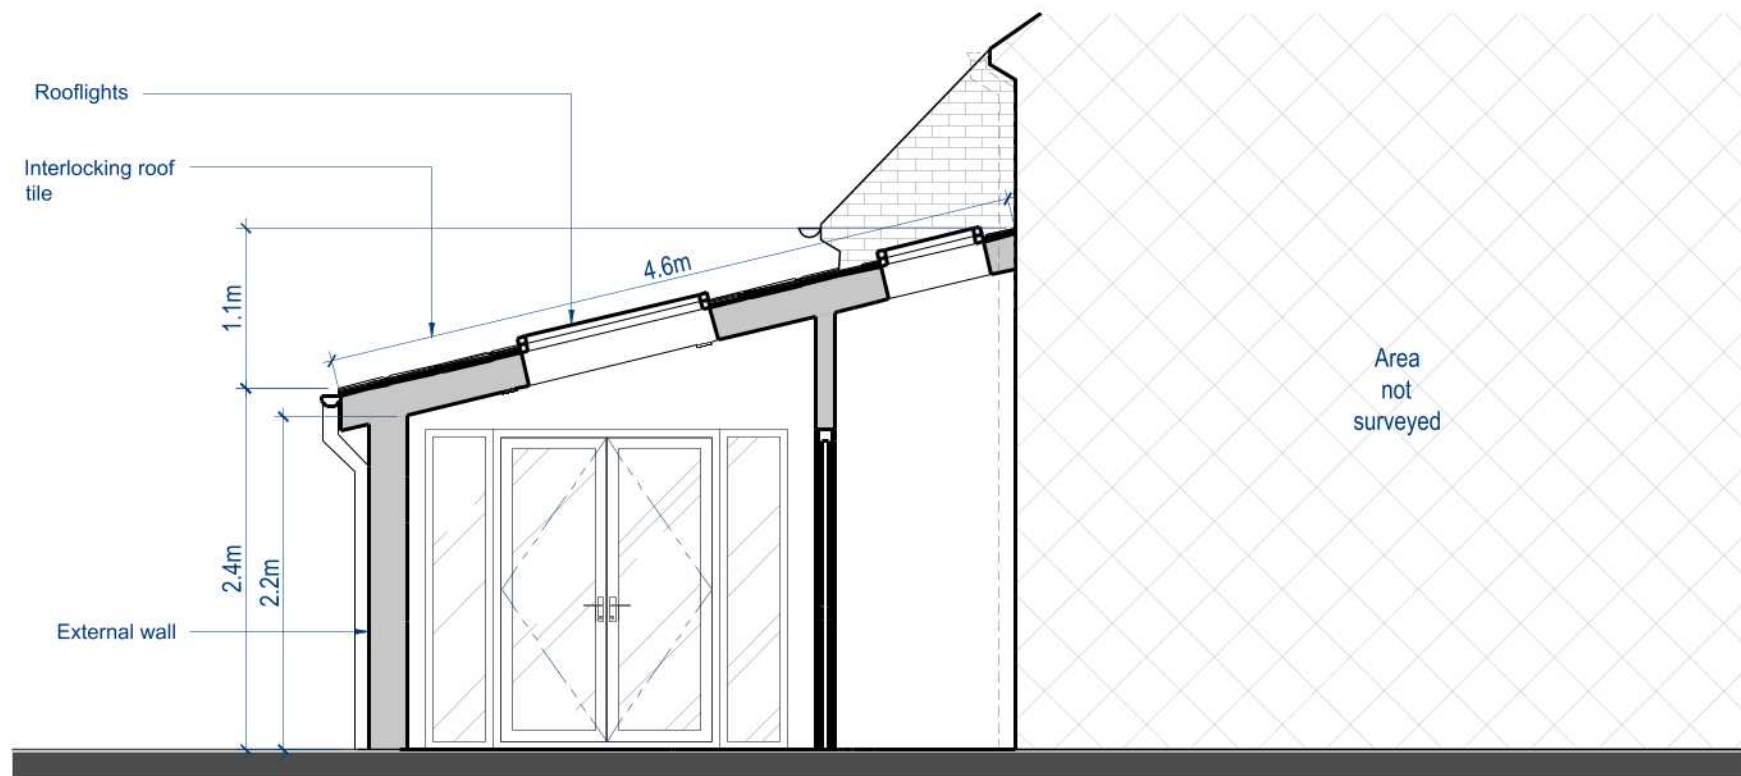 Rooflights
Interlocking roof
tile
4.6m
1.1m
Area
not
surveyed
2.4m
2.2m
External wall